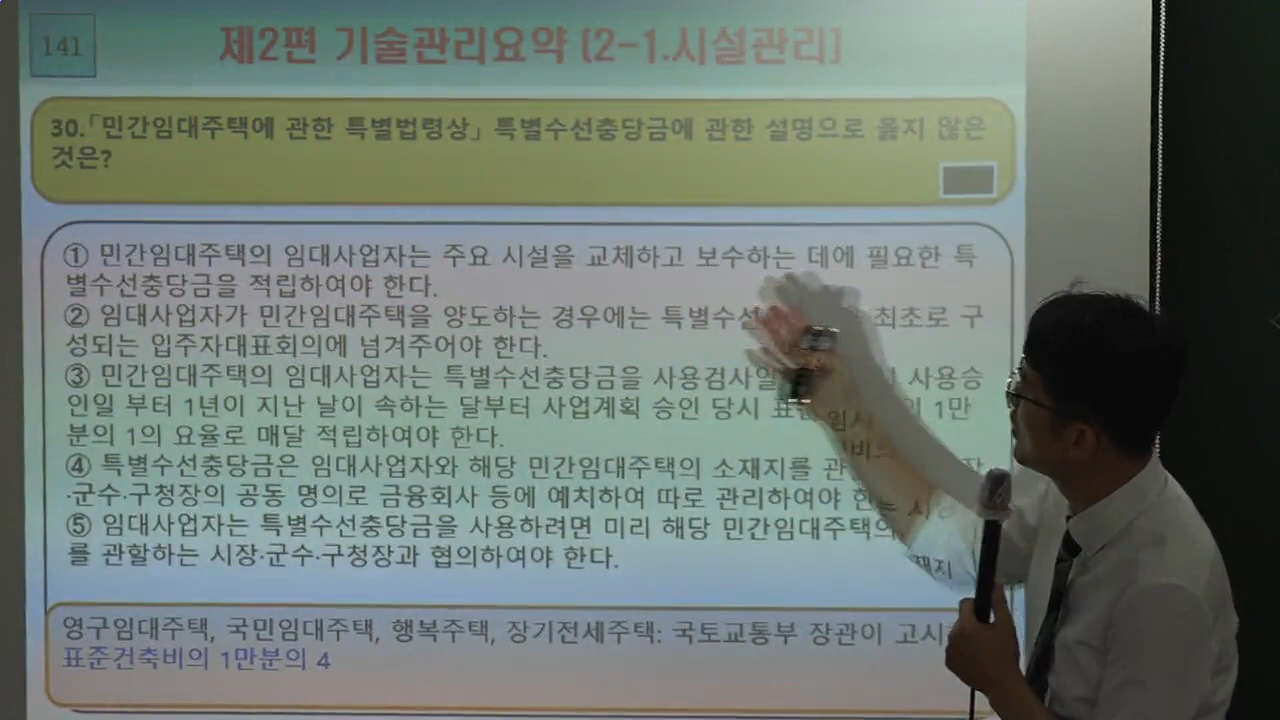 141
제2편 기술관리요약 [2-1.시설관리]
30.「민간임대주택에 관한 특별법령상」 특별수선충당금에 관한 설명으로 옳지 않은
것은?
① 민간임대주택의 임대사업자는 주요 시설을 교체하고 보수하는 데에 필요한 특
별수선충당금을 적립하여야 한다.
② 임대사업자가 민간임대주택을 양도하는 경우에는 특별수선 최초로 구
성되는 입주자대표회의에 넘겨주어야 한다.
③ 민간임대주택의 임대사업자는 특별수선충당금을 사용검사일 사용승
인일 부터 1년이 지난 날이 속하는 달부터 사업계획 승인 당시 표준 1만
분의 1의 요율로 매달 적립하여야 한다.
④ 특별수선충당금은 임대사업자와 해당 민간임대주택의 소재지를
·군수·구청장의 공동 명의로 금융회사 등에 예치하여 따로 관리하여야
⑤ 임대사업자는 특별수선충당금을 사용하려면 미리 해당 민간임대주택의
를 관할하는 시장·군수·구청장과 협의하여야 한다.
영구임대주택, 국민임대주택, 행복주택, 장기전세주택: 국토교통부 장관이
표준건축비의 1만분의 4